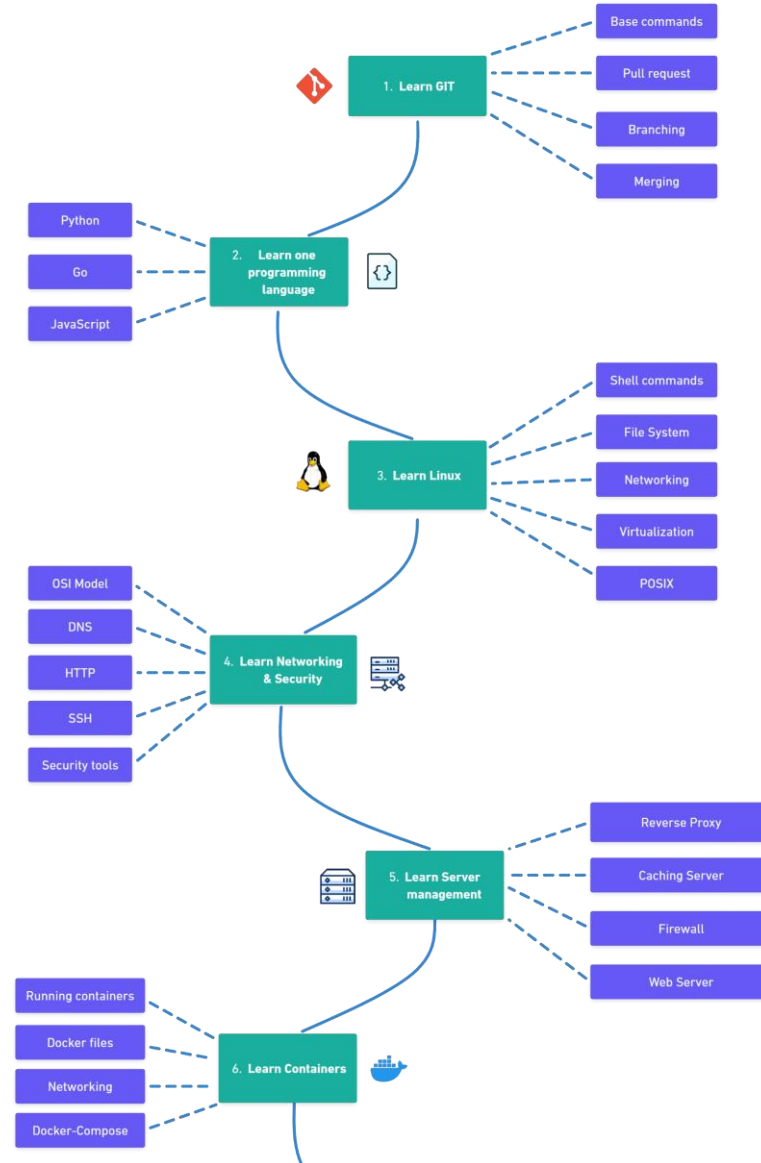 Base commands
1. Learn GIT
Pull request
Branching
Merging
Python
2. Learn one
programming
language
Go
JavaScript
Shell commands
File System
3. Learn Linux
Networking
Virtualization
POSIX
OSI Model
DNS
4. Learn Networking
& Security
HTTP
SSH
Security tools
Reverse Proxy
5. Learn Server
management
Caching Server
Firewall
Web Server
Running containers
Docker files
6. Learn Containers
Networking
Docker-Compose